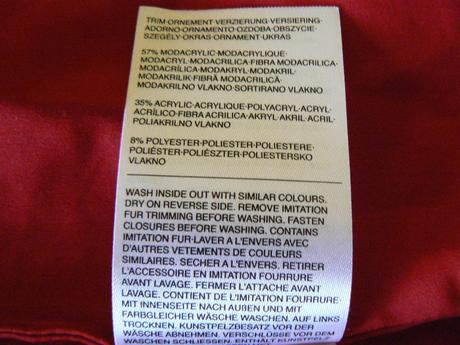 TRIM·ORNEMENT·VERZIERUNG·VERSIERING·
ADORNO·ORNAMENTO·OZDOBA·OBSZYCIE·
SZEGÉLY·OKRAS·ORNAMENT·UKRAS
57% MODACRYLIC·MODACRYLIQUE·
MODACRYL·MODACRILICA·FIBRA MODACRILICA·
MODACRÍLICA·MODAKRYL·MODAKRIL·
MODAKRILIK·FIBRĂ MODACRILICĂ·
MODAKRILNO VLAKNO·SORTIRANO VLAKNO
35% ACRYLIC·ACRYLIQUE·POLYACRYL·ACRYL·
ACRÍLICO·FIBRA ACRILICA·AKRYL·AKRIL·ACRIL·
POLIAKRILNO VLAKNO
8% POLYESTER·POLIESTER·POLIESTERE·
POLIÉSTER·POLIÉSZTER·POLIESTERSKO
VLAKNO
WASH INSIDE OUT WITH SIMILAR COLOURS.
DRY ON REVERSE SIDE. REMOVE IMITATION
FUR TRIMMING BEFORE WASHING. FASTEN
CLOSURES BEFORE WASHING. CONTAINS
IMITATION FUR·LAVER A L'ENVERS AVEC
D'AUTRES VETEMENTS DE COULEURS
SIMILAIRES. SECHER A L'ENVERS. RETIRER
L'ACCESSOIRE EN IMITATION FOURRURE
AVANT LAVAGE. FERMER L'ATTACHE AVANT
LAVAGE. CONTIENT DE L'IMITATION FOURRURE·
MIT INNENSEITE NACH AUßEN UND MIT
FARBGLEICHER WÄSCHE WASCHEN. AUF LINKS
TROCKNEN. KUNSTPELZBESATZ VOR DER
WÄSCHE ABNEHMEN. VERSCHLÜSSE VOR DEM
WASCHEN SCHLIESSEN. ENTHÄLT KUNSTPELZ